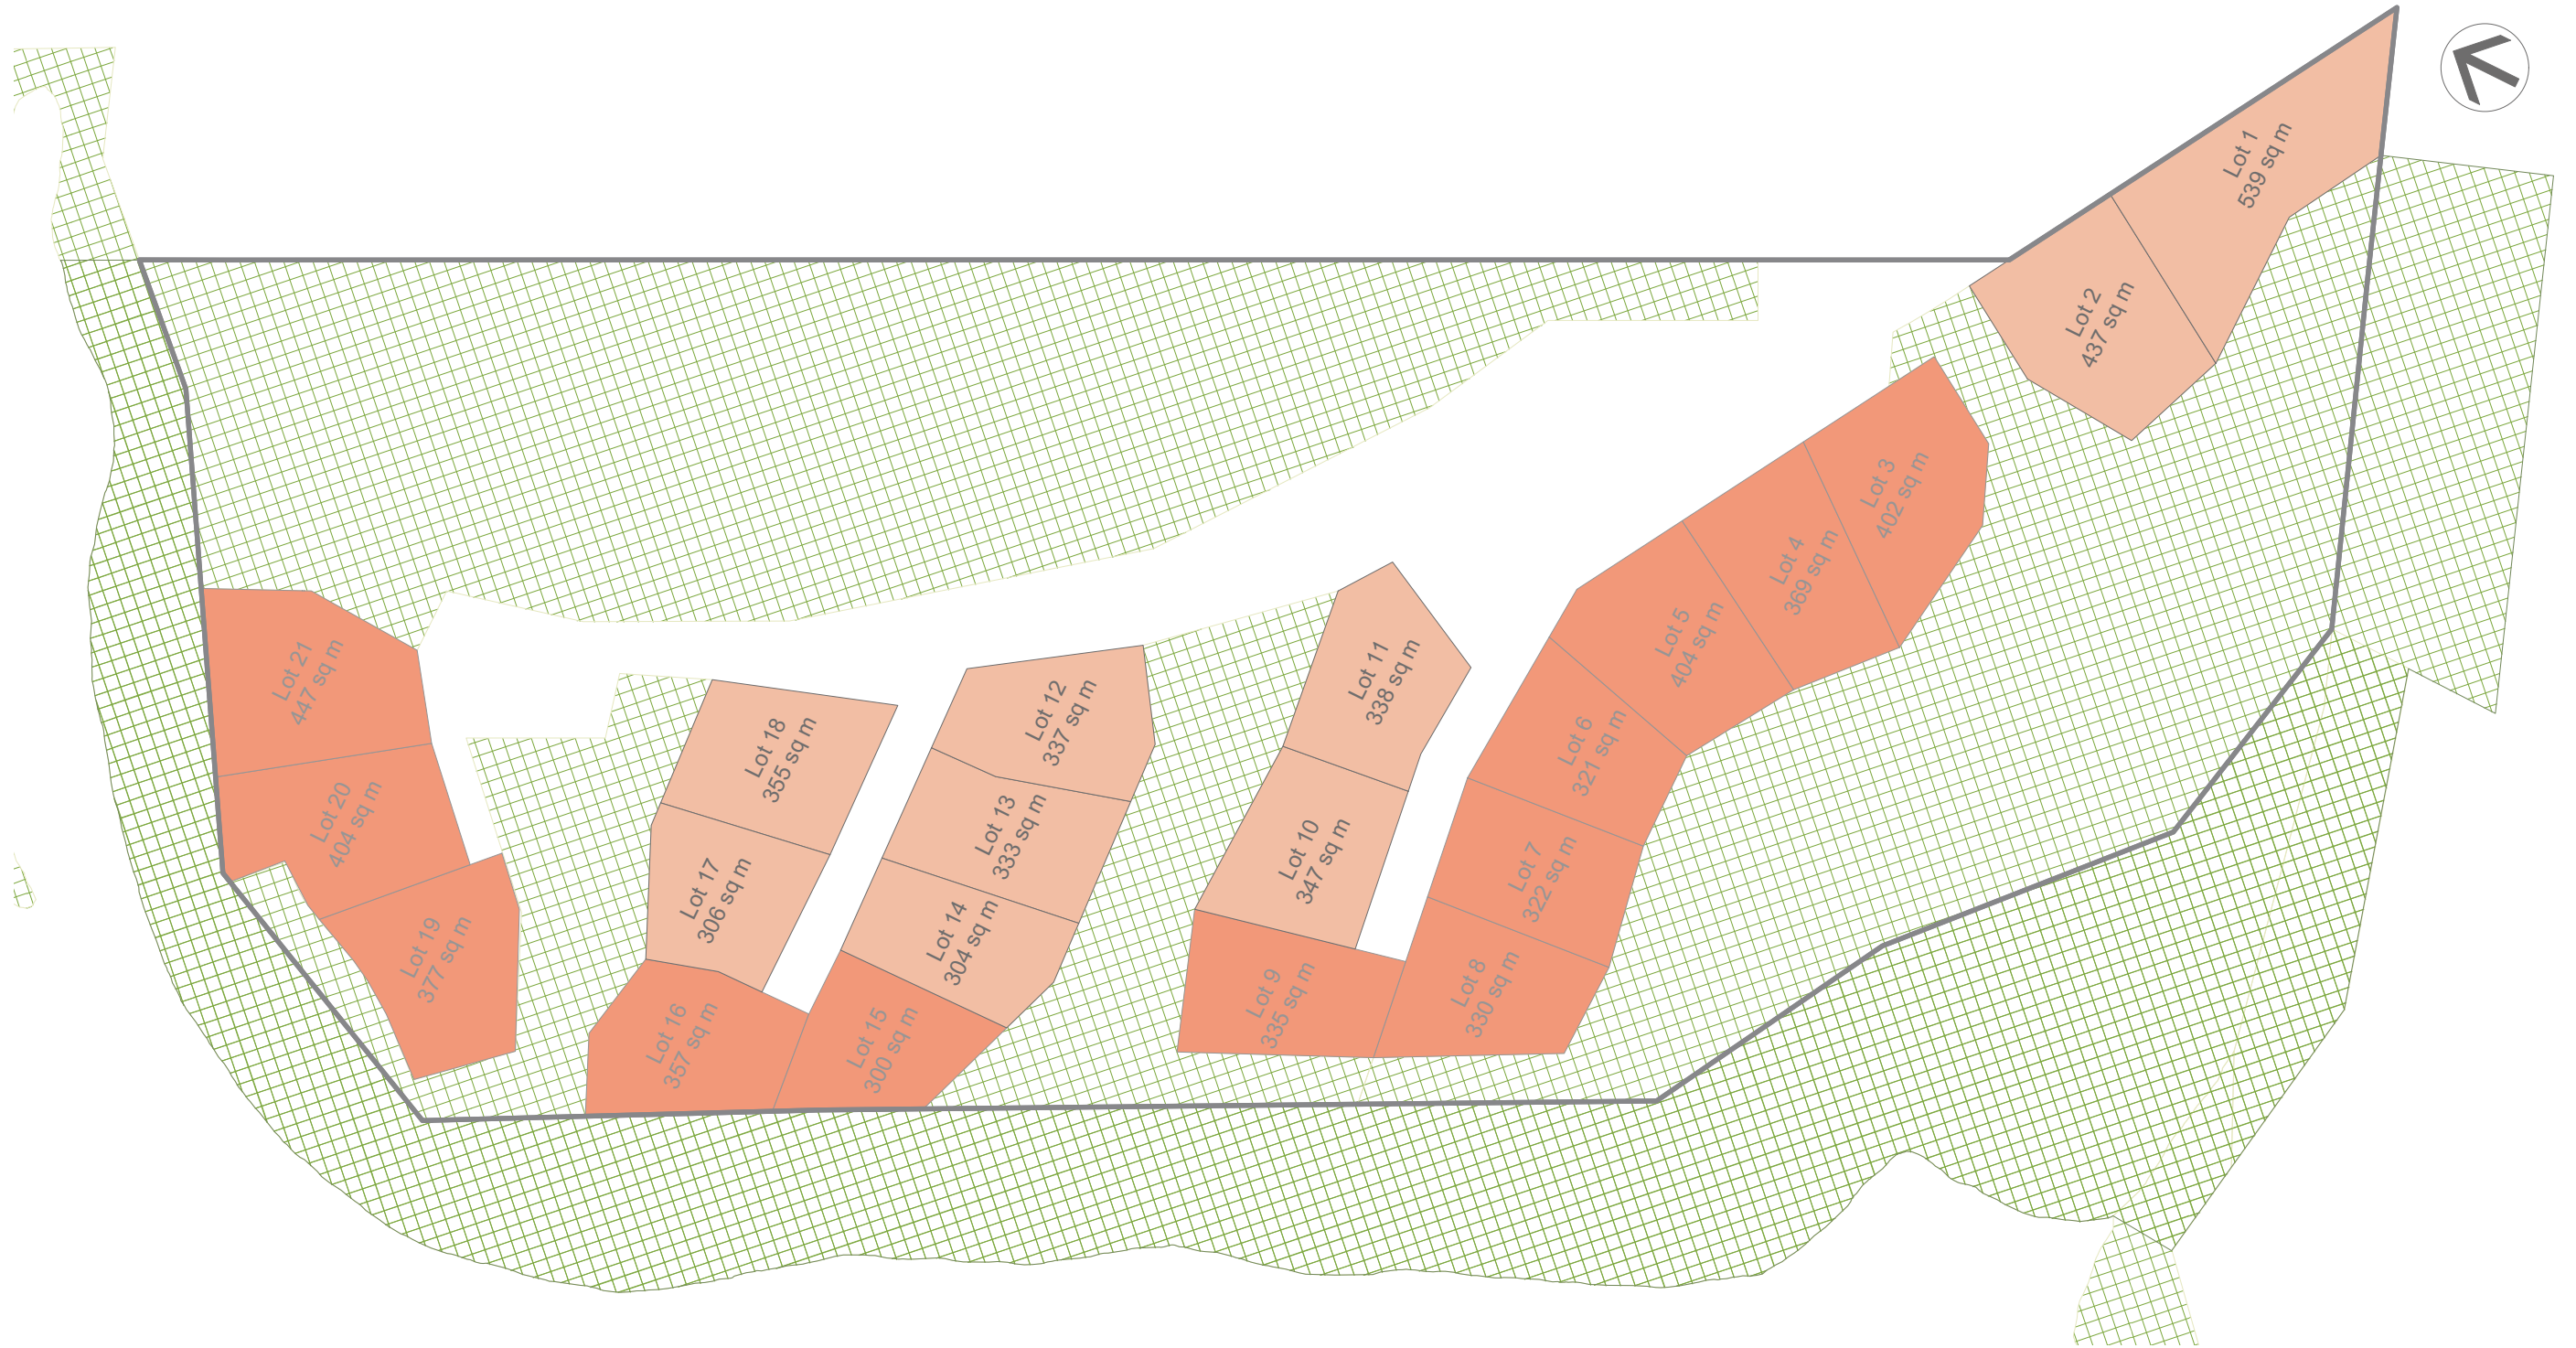 Lot 1
539 sq m
Lot 2
437 sq m
Lot 3
402 sq m
Lot 4
369 sq m
Lot 5
404 sq m
Lot 6
321 sq m
Lot 7
322 sq m
Lot 8
330 sq m
Lot 9
335 sq m
Lot 10
347 sq m
Lot 11
338 sq m
Lot 12
337 sq m
Lot 13
333 sq m
Lot 14
304 sq m
Lot 15
300 sq m
Lot 16
357 sq m
Lot 17
306 sq m
Lot 18
355 sq m
Lot 19
377 sq m
Lot 20
404 sq m
Lot 21
447 sq m